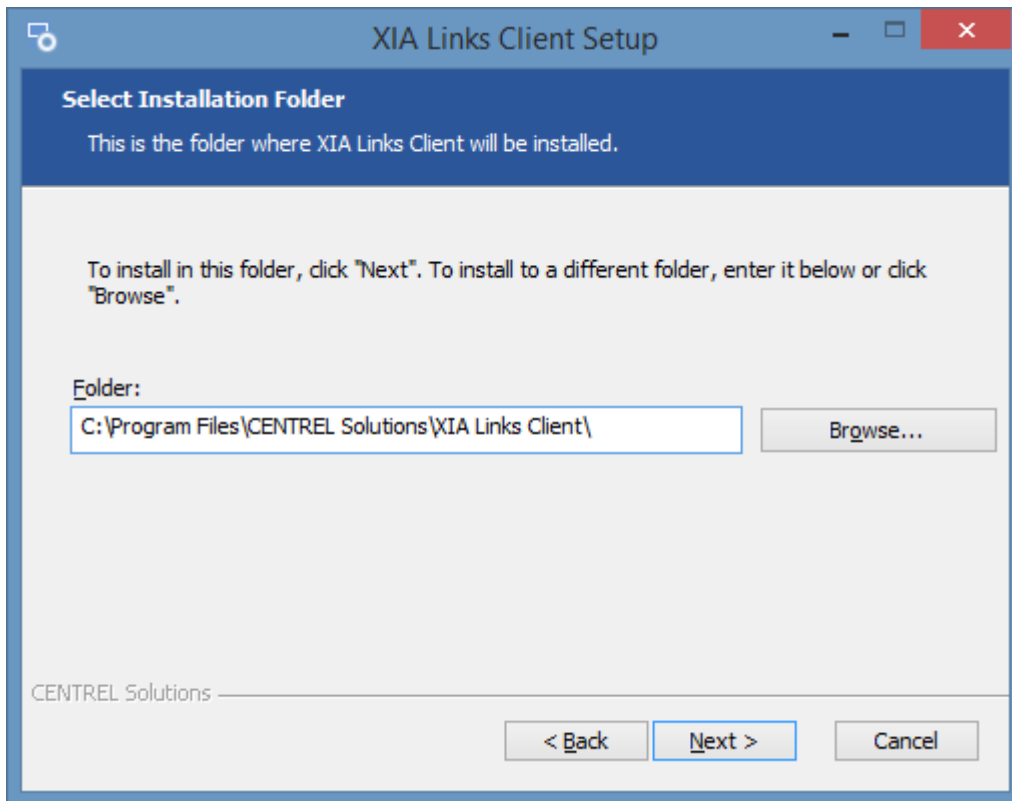 XIA Links Client Setup
Select Installation Folder
This is the folder where XIA Links Client will be installed.
To install in this folder, click "Next". To install to a different folder, enter it below or click
"Browse".
Folder:
C:\Program Files\CENTREL Solutions\XIA Links Client\
Browse...
CENTREL Solutions
< Back
Next >
Cancel